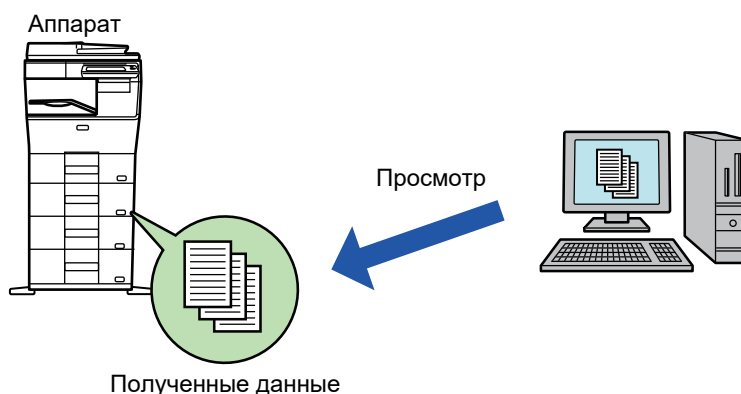 Аппарат
Просмотр
Полученные данные